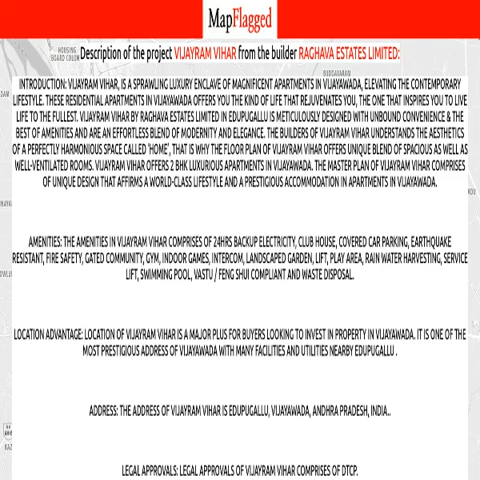 MapFlagged
Description of the project VIJAYRAM VIHAR from the builder RAGHAVA ESTATES LIMITED:
INTRODUCTION: VIJAYRAM VIHAR, IS A SPRAWLING LUXURY ENCLAVE OF MAGNIFICENT APARTMENTS IN VIJAYAWADA, ELEVATING THE CONTEMPORARY
LIFESTYLE. THESE RESIDENTIAL APARTMENTS IN VIJAYAWADA OFFERS YOU THE KIND OF LIFE THAT REJUVENATES YOU, THE ONE THAT INSPIRES YOU TO LIVE
LIFE TO THE FULLEST. VIJAYRAM VIHAR BY RAGHAVA ESTATES LIMITED IN EDUPUGALLU IS METICULOUSLY DESIGNED WITH UNBOUND CONVENIENCE & THE
BEST OF AMENITIES AND ARE AN EFFORTLESS BLEND OF MODERNITY AND ELEGANCE. THE BUILDERS OF VIJAYRAM VIHAR UNDERSTANDS THE AESTHETICS
OF A PERFECTLY HARMONIOUS SPACE CALLED 'HOME', THAT IS WHY THE FLOOR PLAN OF VIJAYRAM VIHAR OFFERS UNIQUE BLEND OF SPACIOUS AS WELL AS
WELL-VENTILATED ROOMS. VIJAYRAM VIHAR OFFERS 2 BHK LUXURIOUS APARTMENTS IN VIJAYAWADA. THE MASTER PLAN OF VIJAYRAM VIHAR COMPRISES
OF UNIQUE DESIGN THAT AFFIRMS A WORLD-CLASS LIFESTYLE AND A PRESTIGIOUS ACCOMMODATION IN APARTMENTS IN VIJAYAWADA.
AMENITIES: THE AMENITIES IN VIJAYRAM VIHAR COMPRISES OF 24HRS BACKUP ELECTRICITY, CLUB HOUSE, COVERED CAR PARKING, EARTHQUAKE
RESISTANT, FIRE SAFETY, GATED COMMUNITY, GYM, INDOOR GAMES, INTERCOM, LANDSCAPED GARDEN, LIFT, PLAY AREA, RAIN WATER HARVESTING, SERVICE
LIFT, SWIMMING POOL, VASTU / FENG SHUI COMPLIANT AND WASTE DISPOSAL.
LOCATION ADVANTAGE: LOCATION OF VIJAYRAM VIHAR IS A MAJOR PLUS FOR BUYERS LOOKING TO INVEST IN PROPERTY IN VIJAYAWADA. IT IS ONE OF THE
MOST PRESTIGIOUS ADDRESS OF VIJAYAWADA WITH MANY FACILITIES AND UTILITIES NEARBY EDUPUGALLU .
ADDRESS: THE ADDRESS OF VIJAYRAM VIHAR IS EDUPUGALLU, VIJAYAWADA, ANDHRA PRADESH, INDIA..
LEGAL APPROVALS: LEGAL APPROVALS OF VIJAYRAM VIHAR COMPRISES OF DTCP.